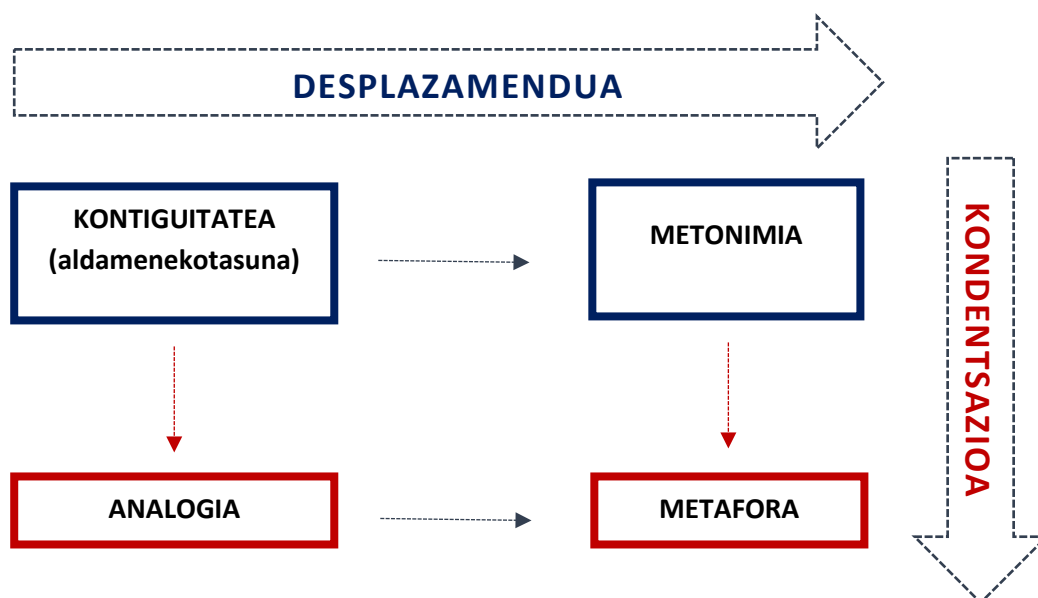 DESPLAZAMENDUA
KONTIGUITATEA
(aldamenekotasuna)
METONIMIA
KONDENTSAZIOA
ANALOGIA
METAFORA